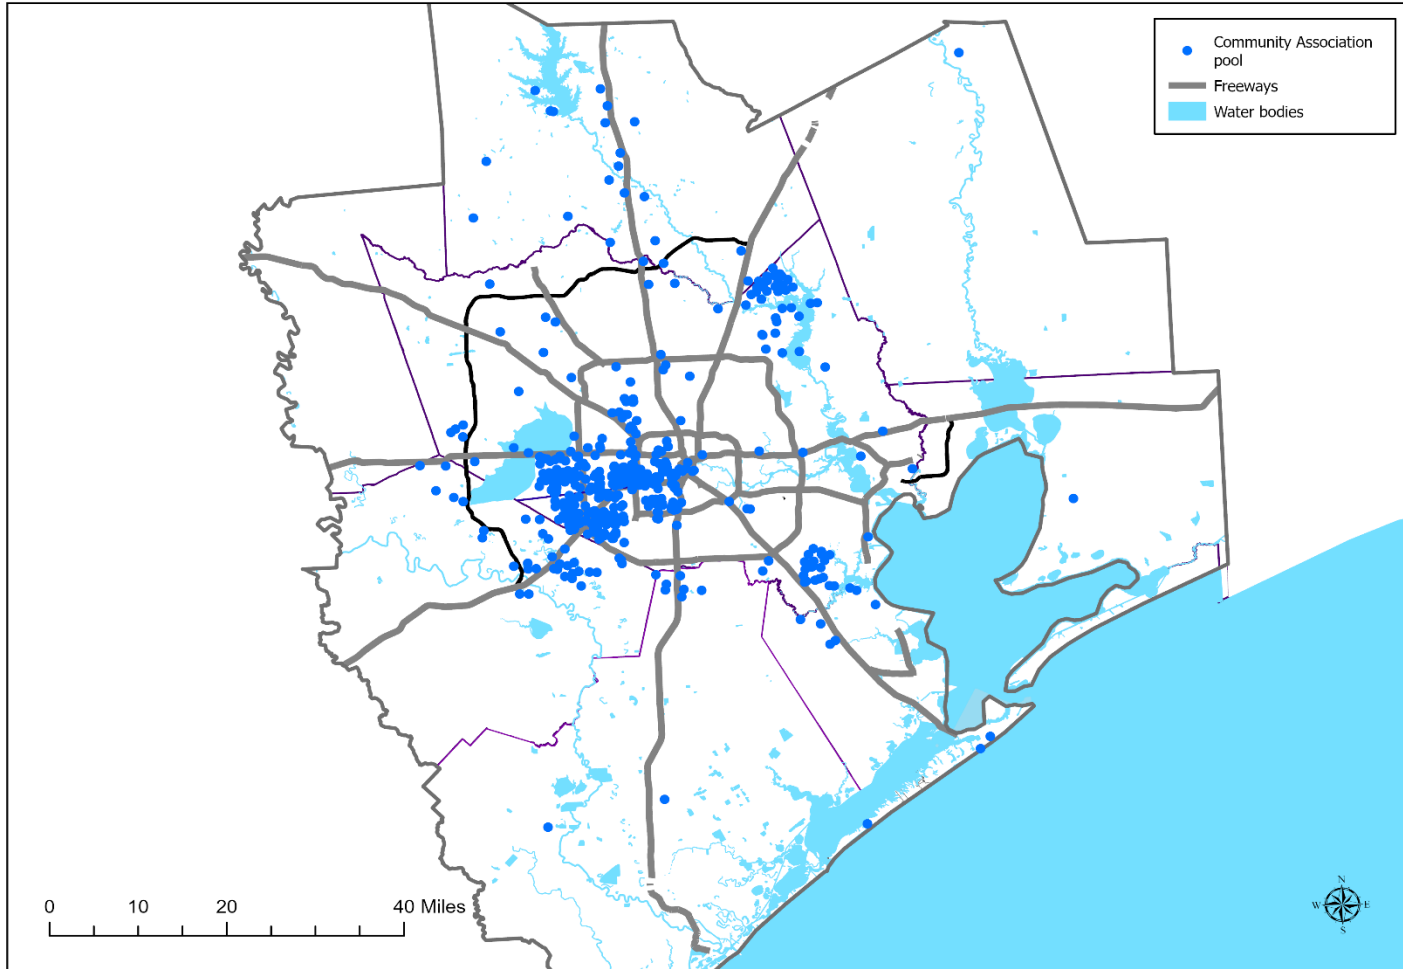 Community Association
pool
Freeways
Water bodies
0 10 20 40 Miles
N
W E
S